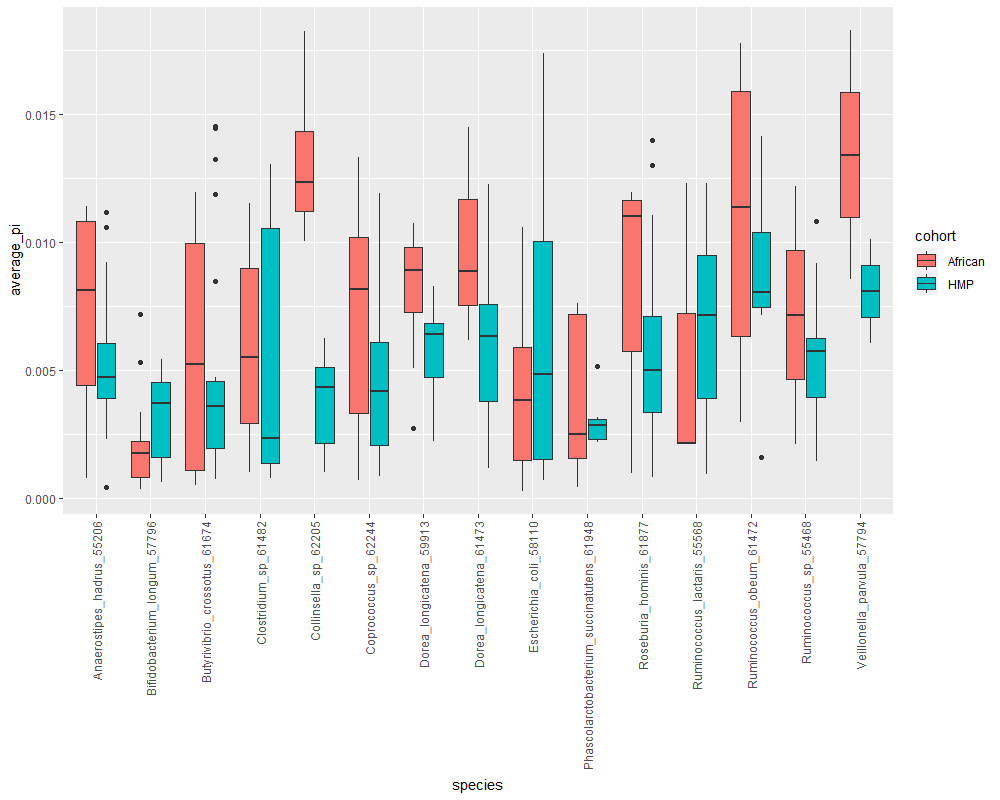 average_pi
0.015
0.010
0.005
0.000
Anaerostipes_hadrus_55206
Bifidobacterium_longum_57796
Butyrivibrio_crossotus_61674
Clostridium_sp_61482
Collinsella_sp_62205
Coprococcus_sp_62244
Dorea_longicatena_59913
Dorea_longicatena_61473
Escherichia_coli_58110
Phascolarctobacterium_succinatutens_61948
Roseburia_hominis_61877
Ruminococcus_lactaris_55568
Ruminococcus_obeum_61472
Ruminococcus_sp_55468
Veillonella_parvula_57794
species
cohort
African
HMP